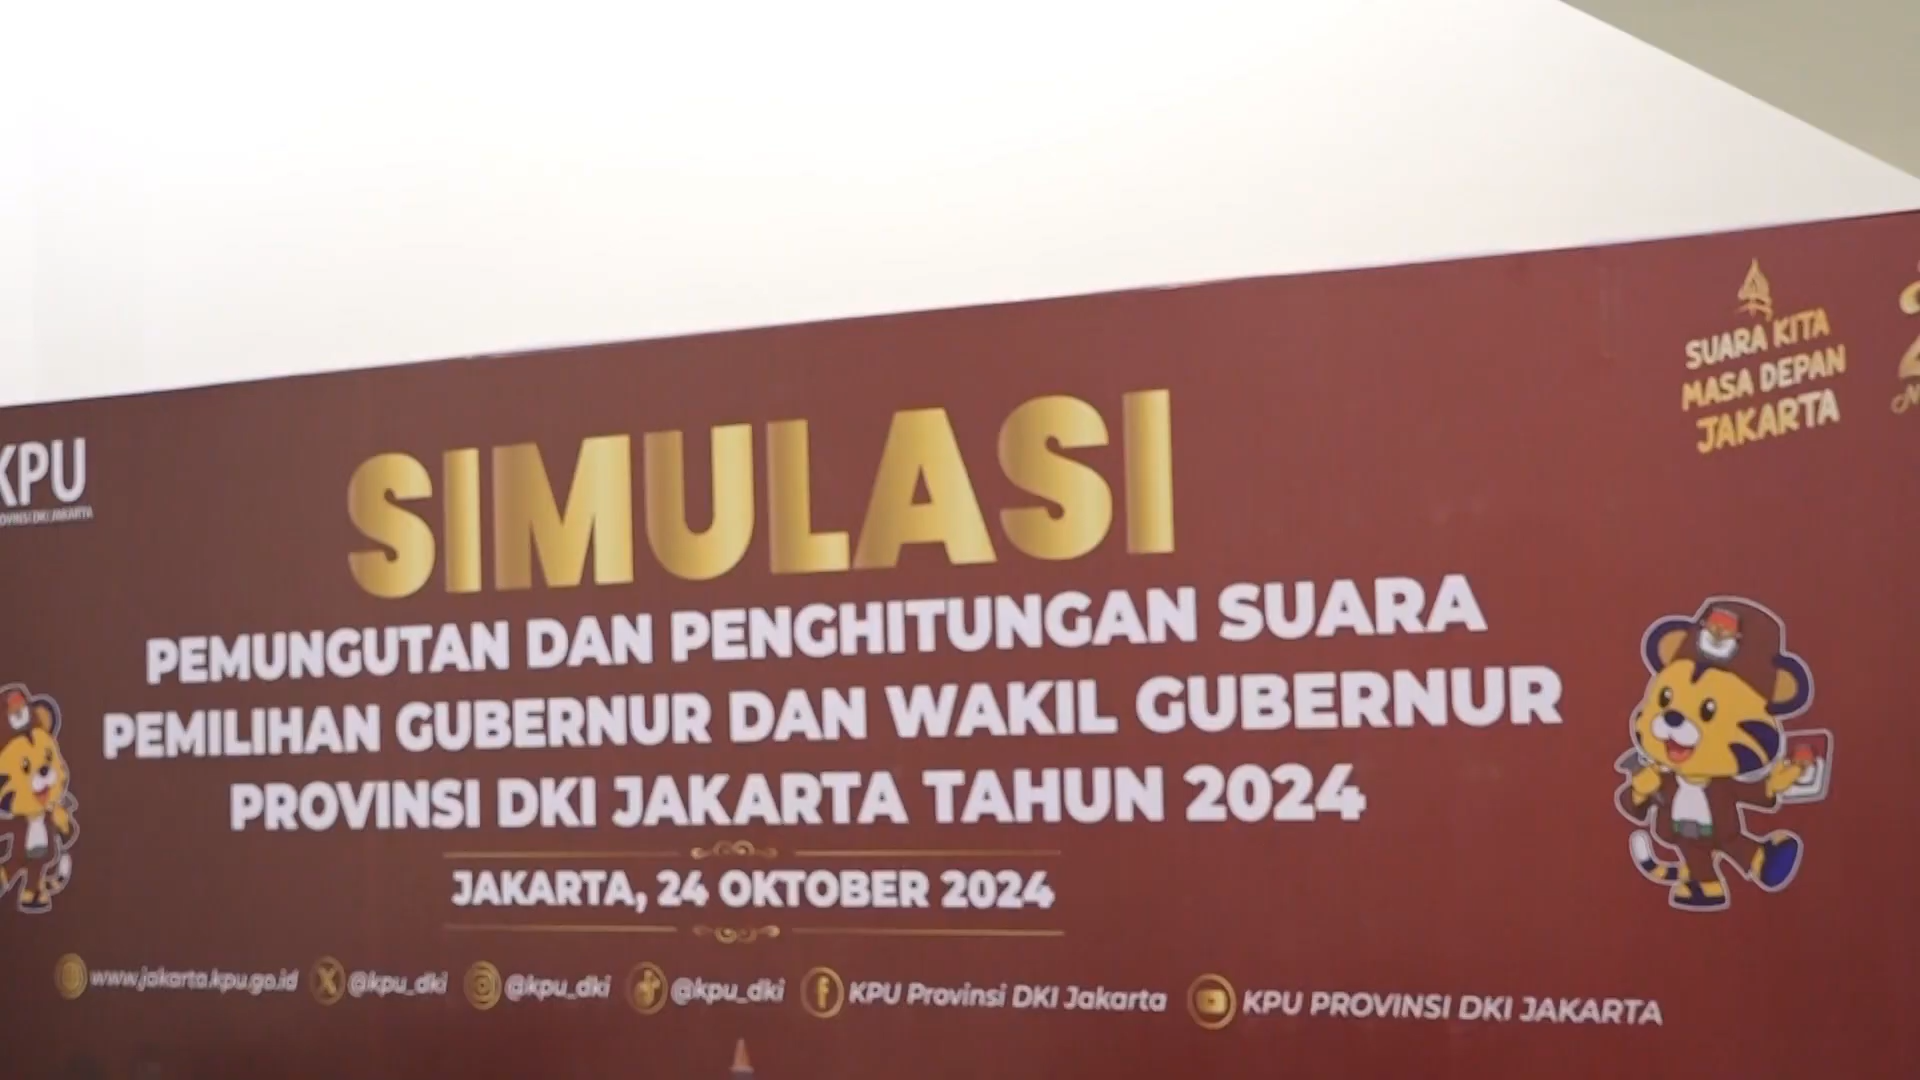 KPU
PROVINSI DKI JAKARTA
SUARA KITA
MASA DEPAN
JAKARTA
SIMULASI
PEMUNGUTAN DAN PENGHITUNGAN SUARA
PEMILIHAN GUBERNUR DAN WAKIL GUBERNUR
PROVINSI DKI JAKARTA TAHUN 2024
JAKARTA, 24 OKTOBER 2024
www.jakarta.kpu.go.id @kpu_dki @kpu_dki @kpu_dki KPU Provinsi DKI Jakarta KPU PROVINSI DKI JAKARTA